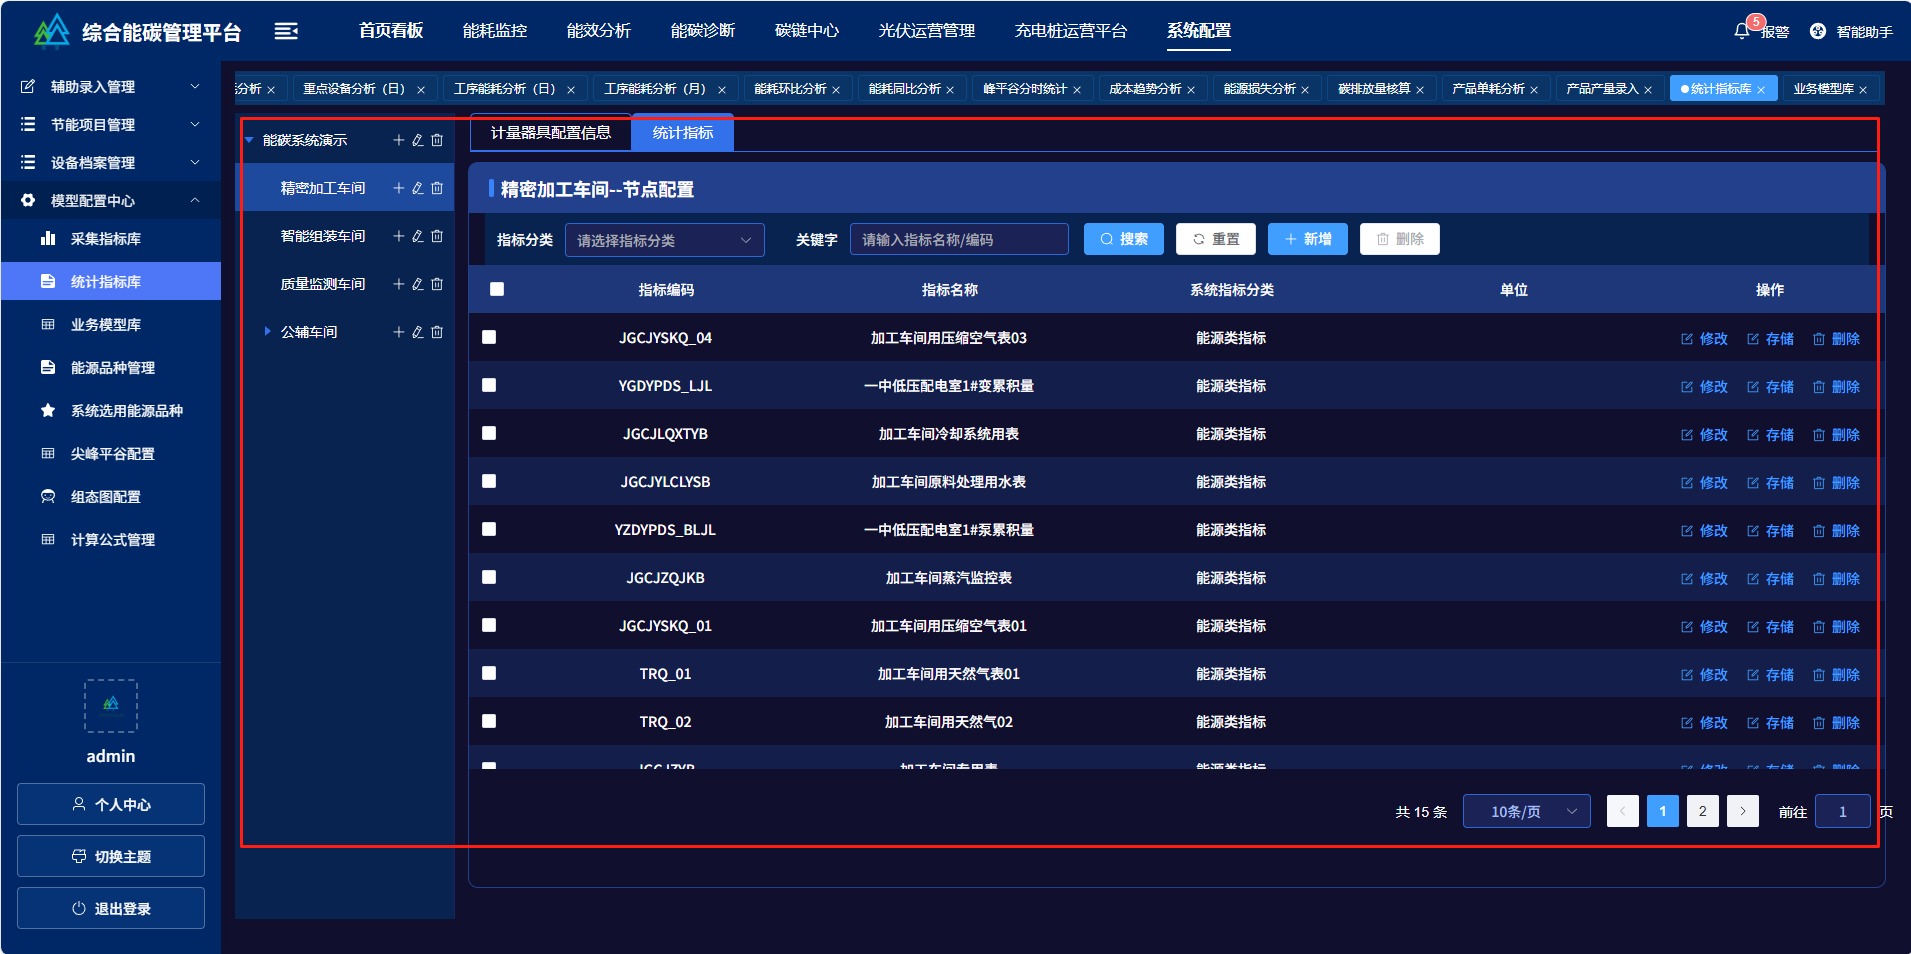 综合能碳管理平台
首页看板 能耗监控 能效分析 能碳诊断 碳链中心 光伏运营管理 充电桩运营平台 系统配置
5
报警 智能助手
辅助录入管理
节能项目管理
设备档案管理
模型配置中心
采集指标库
统计指标库
业务模型库
能源品种管理
系统选用能源品种
尖峰平谷配置
组态图配置
计算公式管理
admin
个人中心
切换主题
退出登录
分析 × 重点设备分析（日） × 工序能耗分析（日） × 工序能耗分析（月） × 能耗环比分析 × 能耗同比分析 × 峰平谷分时统计 × 成本趋势分析 × 能源损失分析 × 碳排放量核算 × 产品单耗分析 × 产品产量录入 × 统计指标库 × 业务模型库 ×
能碳系统演示
精密加工车间
智能组装车间
质量监测车间
公辅车间
计量器具配置信息 统计指标
精密加工车间--节点配置
指标分类 请选择指标分类 关键字 请输入指标名称/编码 搜索 重置 新增 删除
指标编码 指标名称 系统指标分类 单位 操作
JGCJYSKQ_04 加工车间用压缩空气表03 能源类指标 修改 存储 删除
YGDYPDS_LJL 一中低压配电室1#变累积量 能源类指标 修改 存储 删除
JGCJLQXTYB 加工车间冷却系统用表 能源类指标 修改 存储 删除
JGCJYLCLYSB 加工车间原料处理用水表 能源类指标 修改 存储 删除
YZDYPDS_BLJL 一中低压配电室1#泵累积量 能源类指标 修改 存储 删除
JGCJZQJKB 加工车间蒸汽监控表 能源类指标 修改 存储 删除
JGCJYSKQ_01 加工车间用压缩空气表01 能源类指标 修改 存储 删除
TRQ_01 加工车间用天然气表01 能源类指标 修改 存储 删除
TRQ_02 加工车间用天然气02 能源类指标 修改 存储 删除
JGCJZYB 加工车间专用表 能源类指标 修改 存储 删除
共 15 条 10条/页 1 2 前往 1 页